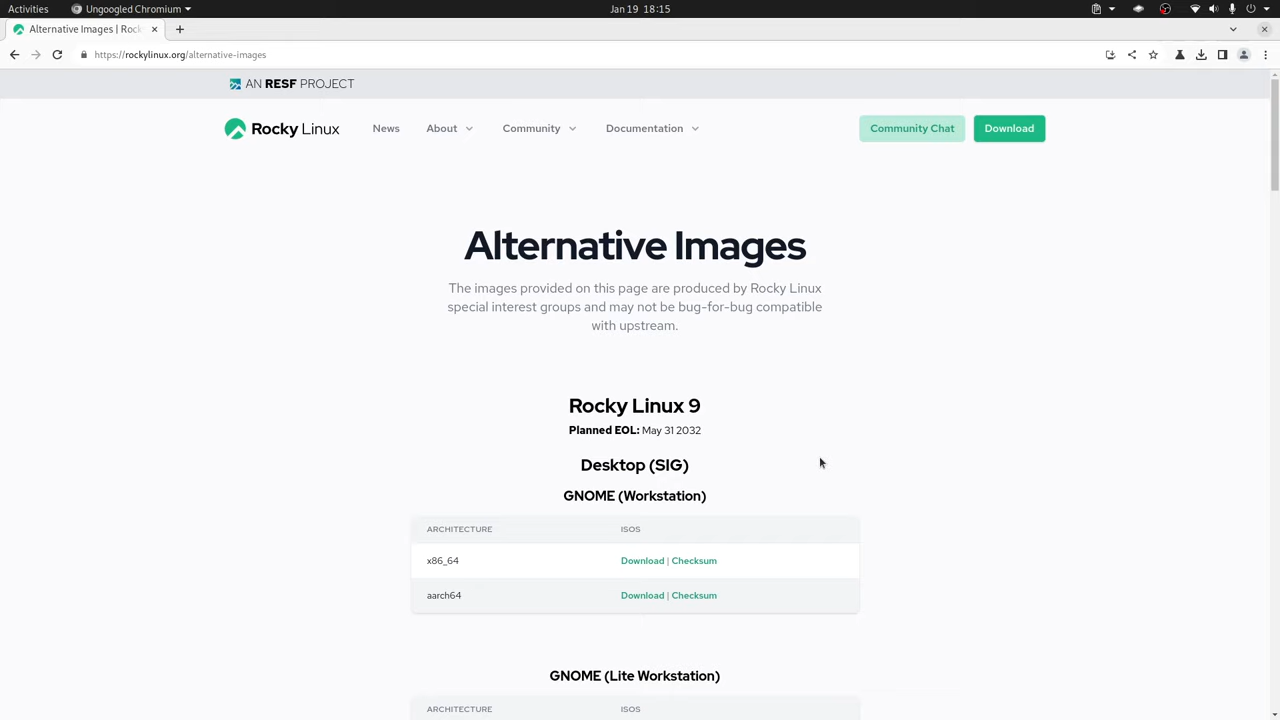 Activities Ungoogled Chromium Jan 19 18:15
Alternative Images | Rock
https://rockylinux.org/alternative-images
AN RESF PROJECT
Rocky Linux News About Community Documentation Community Chat Download
Alternative Images
The images provided on this page are produced by Rocky Linux
special interest groups and may not be bug-for-bug compatible
with upstream.
Rocky Linux 9
Planned EOL: May 31 2032
Desktop (SIG)
GNOME (Workstation)
ARCHITECTURE ISOS
x86_64 Download | Checksum
aarch64 Download | Checksum
GNOME (Lite Workstation)
ARCHITECTURE ISOS